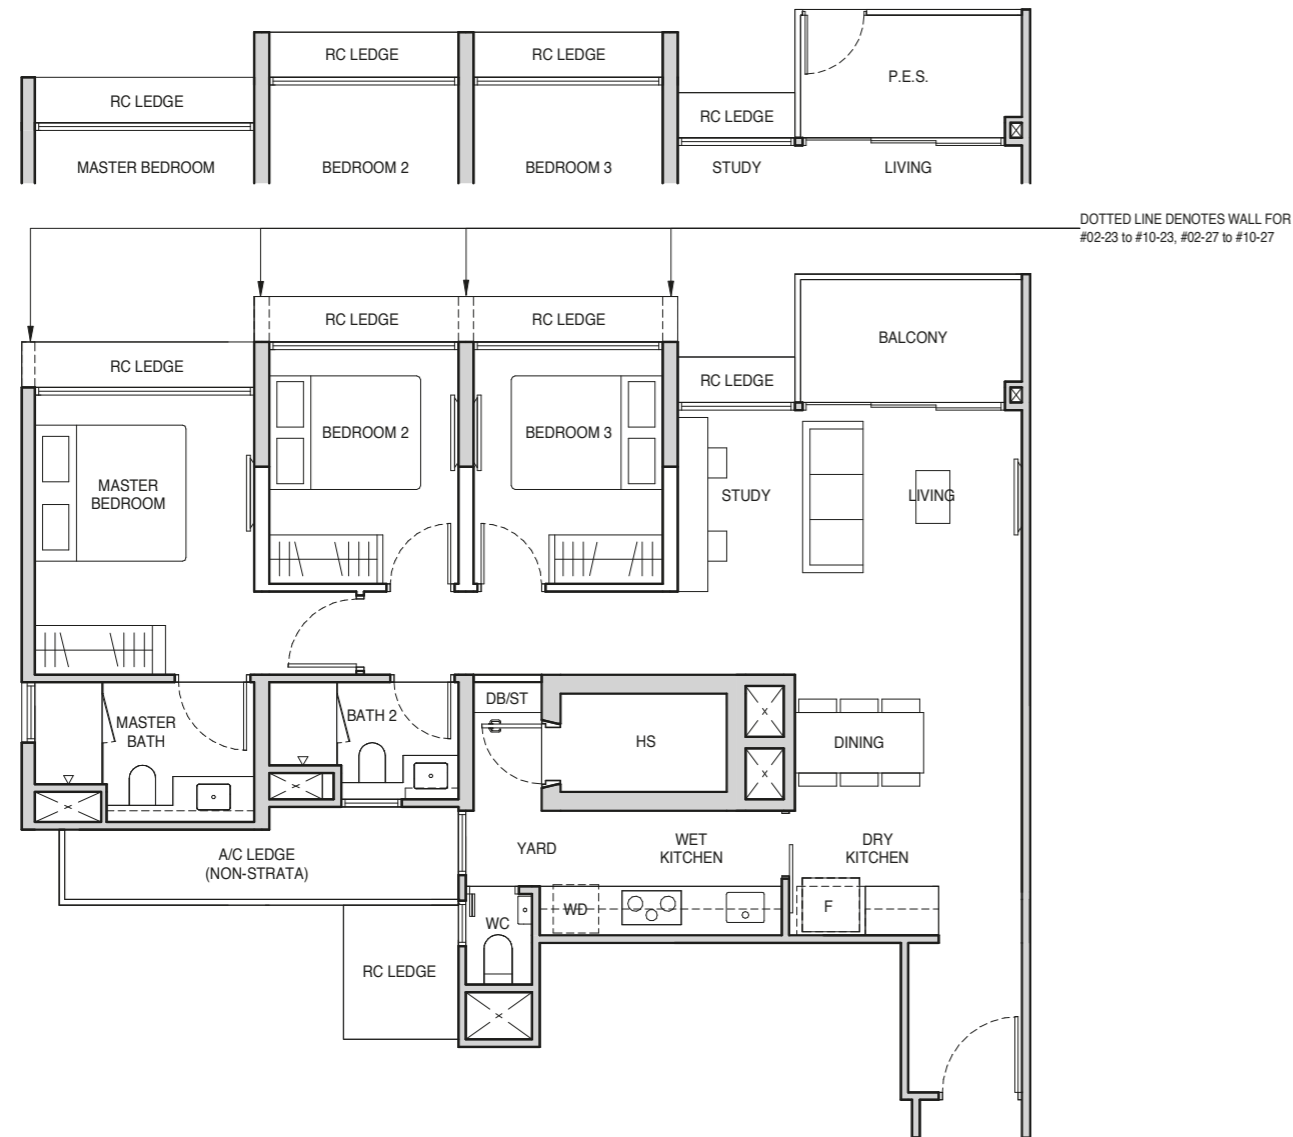 RC LEDGE
RC LEDGE
P.E.S.
RC LEDGE
RC LEDGE
MASTER BEDROOM
BEDROOM 2
BEDROOM 3
STUDY
LIVING
DOTTED LINE DENOTES WALL FOR
#02-23 to #10-23, #02-27 to #10-27
RC LEDGE
RC LEDGE
BALCONY
RC LEDGE
RC LEDGE
BEDROOM 2
BEDROOM 3
MASTER
BEDROOM
STUDY
LIVING
DB/ST
MASTER
BATH
BATH 2
HS
DINING
A/C LEDGE
(NON-STRATA)
YARD
WET
KITCHEN
DRY
KITCHEN
WD
F
WC
RC LEDGE